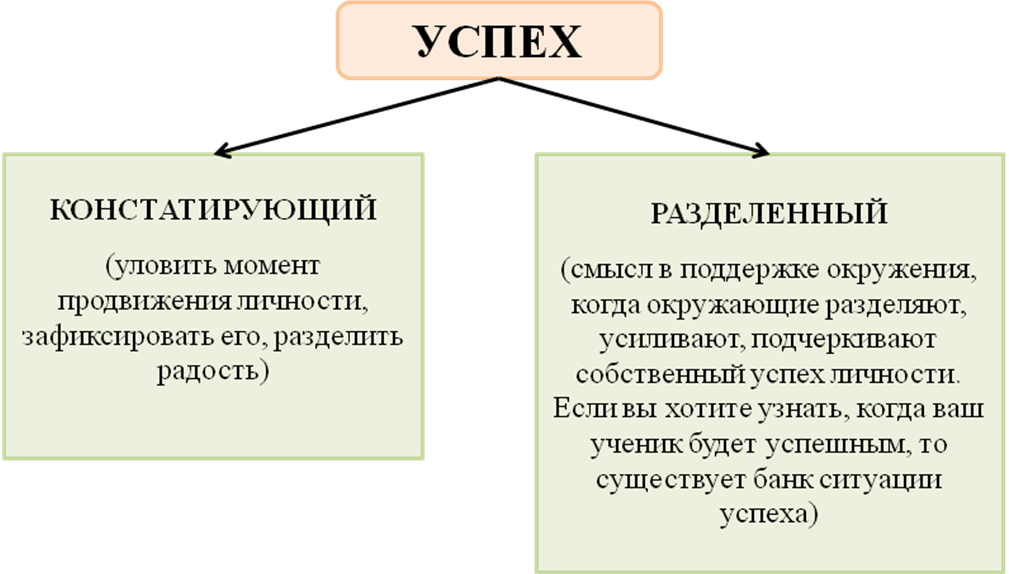 УСПЕХ
КОНСТАТИРУЮЩИЙ
(уловить момент
продвижения личности,
зафиксировать его, разделить
радость)
РАЗДЕЛЕННЫЙ
(смысл в поддержке окружения,
когда окружающие разделяют,
усиливают, подчеркивают
собственный успех личности.
Если вы хотите узнать, когда ваш
ученик будет успешным, то
существует банк ситуации
успеха)